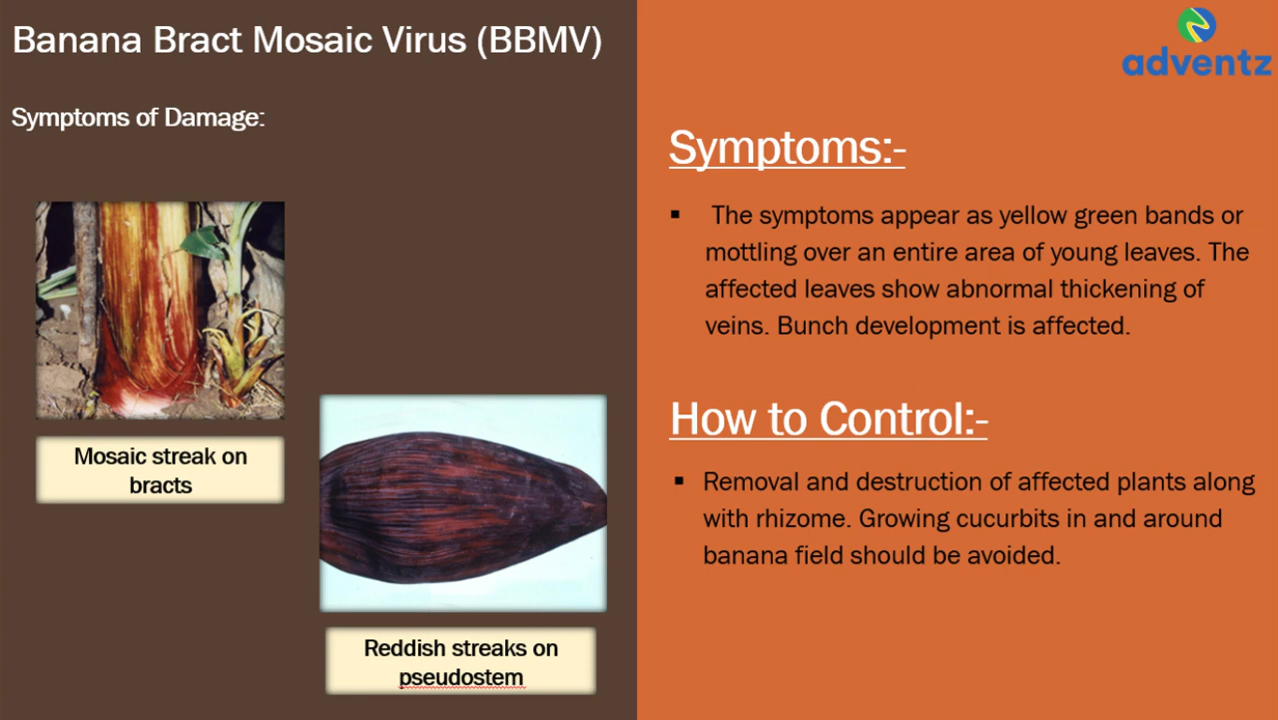 Banana Bract Mosaic Virus (BBMV)
Symptoms of Damage:
Mosaic streak on
bracts
Reddish streaks on
pseudostem
adventz
Symptoms:-
▪ The symptoms appear as yellow green bands or
mottling over an entire area of young leaves. The
affected leaves show abnormal thickening of
veins. Bunch development is affected.
How to Control:-
▪ Removal and destruction of affected plants along
with rhizome. Growing cucurbits in and around
banana field should be avoided.